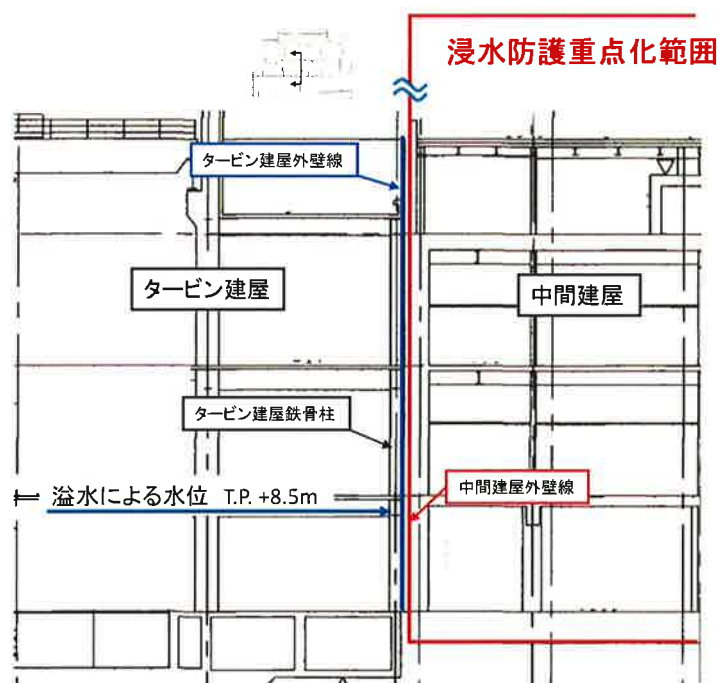 浸水防護重点化範囲
タービン建屋外壁線
タービン建屋
中間建屋
タービン建屋鉄骨柱
中間建屋外壁線
溢水による水位 T.P. +8.5m